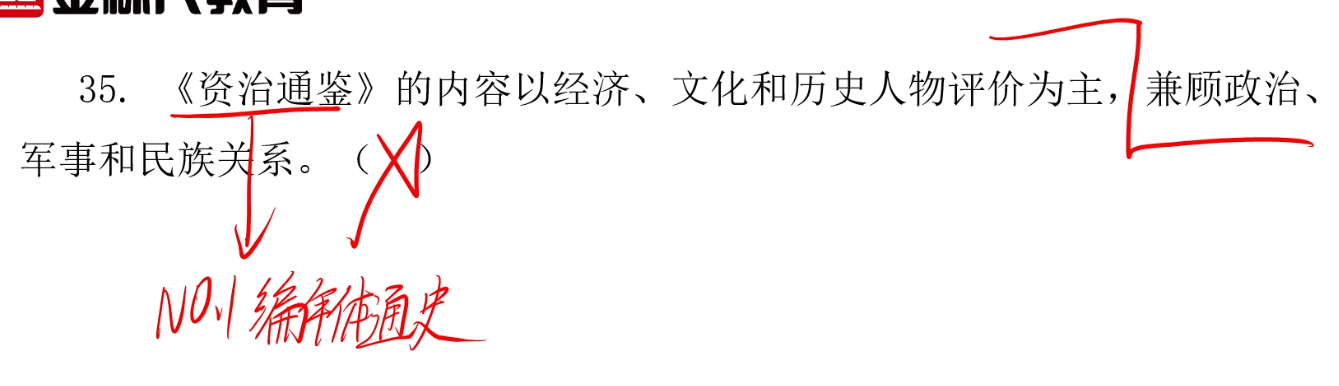 35. 《资治通鉴》的内容以经济、文化和历史人物评价为主，兼顾政治、
军事和民族关系。（ ）
NO.1 编年体通史